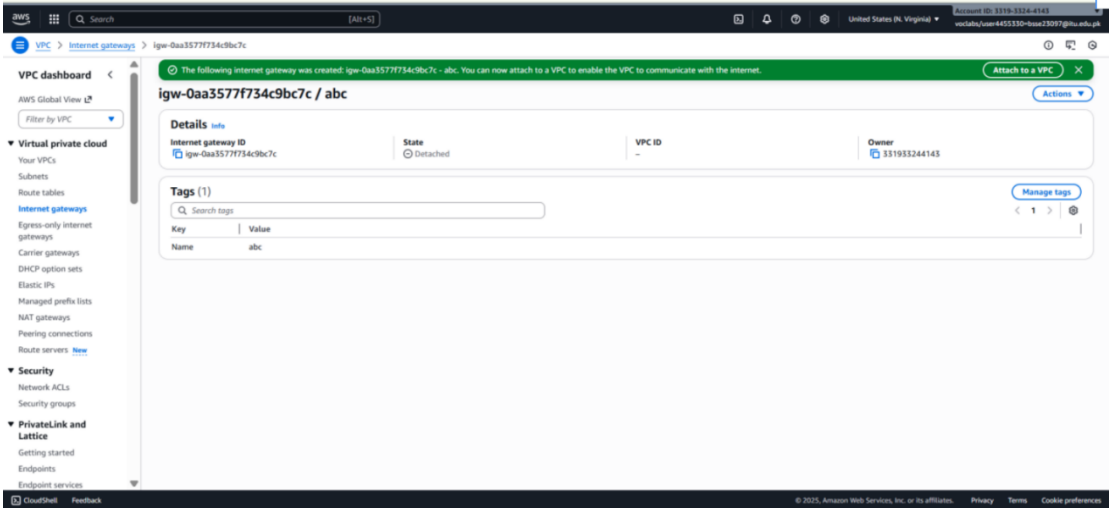 aws
Search
[Alt+S]
United States (N. Virginia)
Account ID: 3319-3324-4143
voclabs/user4455330=bsse23097@itu.edu.pk
VPC > Internet gateways > igw-0aa3577f734c9bc7c
VPC dashboard
AWS Global View
Filter by VPC
Virtual private cloud
Your VPCs
Subnets
Route tables
Internet gateways
Egress-only internet
gateways
Carrier gateways
DHCP option sets
Elastic IPs
Managed prefix lists
NAT gateways
Peering connections
Route servers New
Security
Network ACLs
Security groups
PrivateLink and
Lattice
Getting started
Endpoints
Endpoint services
The following internet gateway was created: igw-0aa3577f734c9bc7c - abc. You can now attach to a VPC to enable the VPC to communicate with the internet.
Attach to a VPC
igw-0aa3577f734c9bc7c / abc
Actions
Details Info
Internet gateway ID
igw-0aa3577f734c9bc7c
State
Detached
VPC ID
–
Owner
331933244143
Tags (1)
Manage tags
Search tags
1
Key Value
Name abc
CloudShell Feedback
© 2025, Amazon Web Services, Inc. or its affiliates. Privacy Terms Cookie preferences